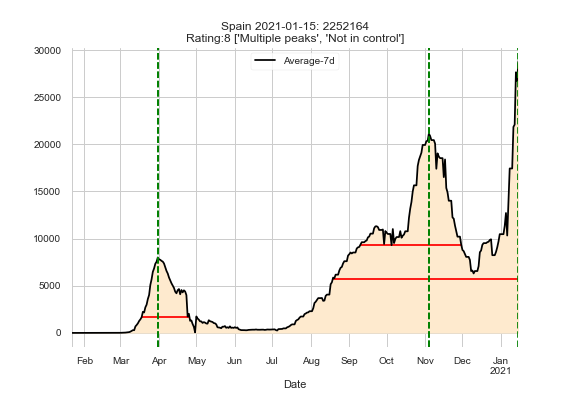 Spain 2021-01-15: 2252164
Rating:8 ['Multiple peaks', 'Not in control']
Average-7d
30000
25000
20000
15000
10000
5000
0
Feb Mar Apr May Jun Jul Aug Sep Oct Nov Dec Jan
2021
Date